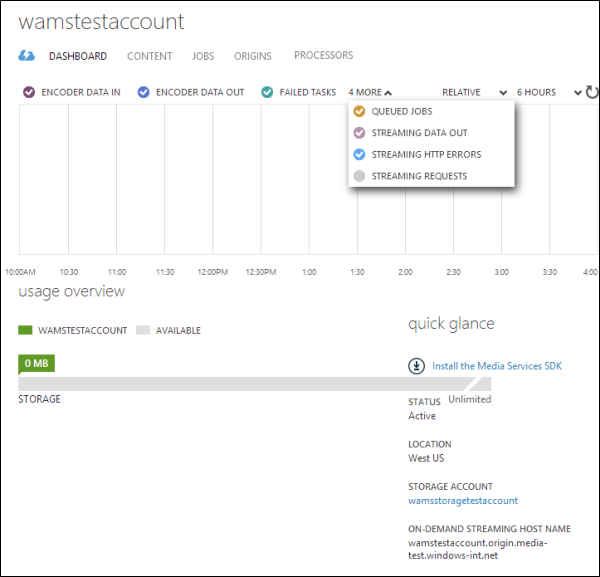 wamstestaccount
DASHBOARD CONTENT JOBS ORIGINS PROCESSORS
ENCODER DATA IN ENCODER DATA OUT FAILED TASKS 4 MORE RELATIVE 6 HOURS
QUEUED JOBS
STREAMING DATA OUT
STREAMING HTTP ERRORS
STREAMING REQUESTS
10:00AM 10:30 11:00 11:30 12:00PM 12:30PM 1:00 1:30 2:00 2:30 3:00 3:30 4:00
usage overview
WAMSTESTACCOUNT AVAILABLE
0 MB
STORAGE
Unlimited
quick glance
Install the Media Services SDK
STATUS
Active
LOCATION
West US
STORAGE ACCOUNT
wamsstoragetestaccount
ON-DEMAND STREAMING HOST NAME
wamstestaccount.origin.media-
test.windows-int.net